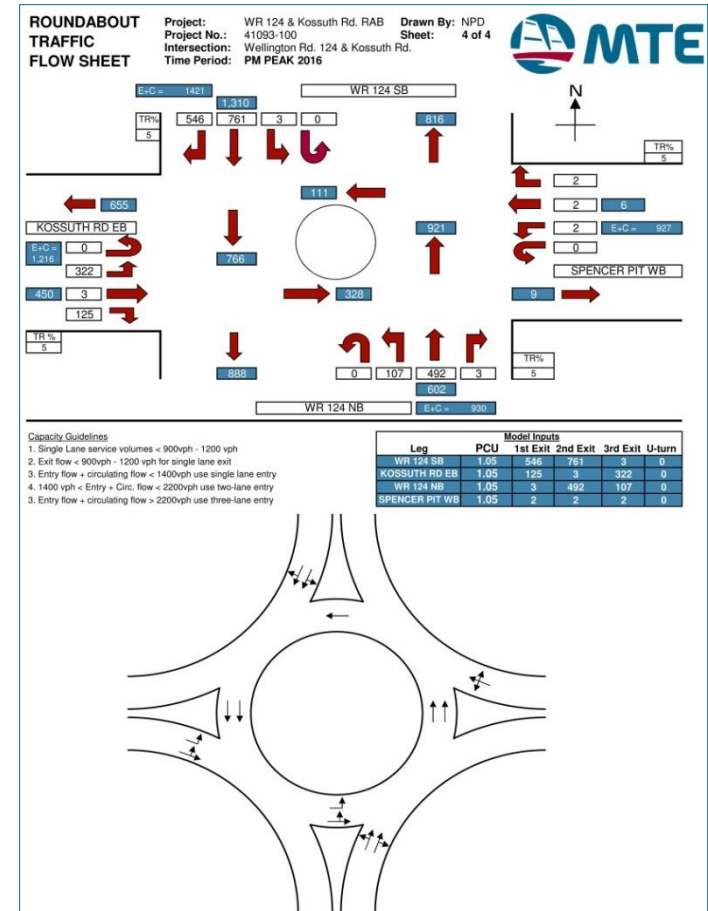 ROUNDABOUT
TRAFFIC
FLOW SHEET
Project: WR 124 & Kossuth Rd. RAB Drawn By: NPD
Project No.: 41093-100 Sheet: 4 of 4
Intersection: Wellington Rd. 124 & Kossuth Rd.
Time Period: PM PEAK 2016
MTE
E+C = 1421
WR 124 SB
N
1,310
TR% 546 761 3 0 816
5
TR%
5
2
111
655 2 6
KOSSUTH RD EB 921 2 E+C = 927
E+C = 0 0
1,216 766
322 SPENCER PIT WB
450 3 328 9
125
TR %
5
TR%
888 0 107 492 3 5
602
WR 124 NB E+C = 930
Capacity Guidelines
1. Single Lane service volumes < 900vph - 1200 vph
2. Exit flow < 900vph - 1200 vph for single lane exit
3. Entry flow + circulating flow < 1400vph use single lane entry
4. 1400 vph < Entry + Circ. flow < 2200vph use two-lane entry
3. Entry flow + circulating flow > 2200vph use three-lane entry
Model Inputs
Leg PCU 1st Exit 2nd Exit 3rd Exit U-turn
WR 124 SB 1.05 546 761 3 0
KOSSUTH RD EB 1.05 125 3 322 0
WR 124 NB 1.05 3 492 107 0
SPENCER PIT WB 1.05 2 2 2 0